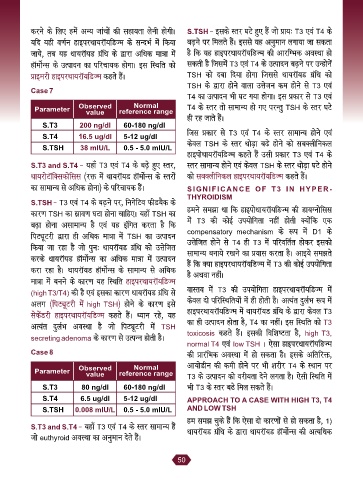 करने के लिए हमें अन्य जांचों की सहायता लेनी होगी।
यदि यही वर्णन हाइपरथायरॉयडिज्म के सन्दर्भ में किया
जाये, तब यह थायरॉयड ग्रंथि के द्वारा अधिक मात्रा में
हॉर्मोन्स के उत्पादन का परिचायक होगा। इस स्थिति को
प्राइमरी हाइपरथायरॉयडिज्म कहते हैं।
Case 7
Parameter Observed value Normal reference range
S.T3 200 ng/dl 60-180 ng/dl
S.T4 16.5 ug/dl 5-12 ug/dl
S.TSH 38 mIU/L 0.5 - 5.0 mIU/L
S.T3 and S.T4 – यहाँ T3 एवं T4 के बढ़े हुए स्तर,
थायरोटॉक्सिकोसिस (रक्त में थायरॉयड हॉर्मोन्स के स्तरों
का सामान्य से अधिक होना) के परिचायक हैं।
S.TSH – T3 एवं T4 के बढ़ने पर, निगेटिव फीडबैक के
कारण TSH का स्रावण घटा होना चाहिए। यहाँ TSH का
बढ़ा होना असामान्य है एवं यह इंगित करता है कि
पिट्यूटरी द्वारा ही अधिक मात्रा में TSH का उत्पादन
किया जा रहा है जो पुनः थायरॉयड ग्रंथि को उत्तेजित
करके थायरॉयड हॉर्मोन्स का अधिक मात्रा में उत्पादन
करा रहा है। थायरॉयड हॉर्मोन्स के सामान्य से अधिक
मात्रा में बनने के कारण यह स्थिति हाइपरथायरॉयडिज्म
(high T3/T4) की है एवं इसका कारण थायरॉयड ग्रंथि से
अलग (पिट्यूटरी में high TSH) होने के कारण इसे
सेकेंडरी हाइपरथायरॉयडिज्म कहते हैं। ध्यान रहे, यह
अत्यंत दुर्लभ अवस्था है जो पिट्यूटरी में TSH
secreting adenoma के कारण से उत्पन्न होती है।
Case 8
Parameter Observed value Normal reference range
S.T3 80 ng/dl 60-180 ng/dl
S.T4 6.5 ug/dl 5-12 ug/dl
S.TSH 0.008 mIU/L 0.5 - 5.0 mIU/L
S.T3 and S.T4 – यहाँ T3 एवं T4 के स्तर सामान्य हैं
जो authyroid अवस्था का अनुमान देते हैं।
S.TSH – इसके स्तर घटे हुए हैं जो प्रायः T3 एवं T4 के
बढ़ने पर मिलते हैं। इससे यह अनुमान लगाया जा सकता
है कि यह हाइपरथायरॉयडिज्म की आरम्भिक अवस्था हो
सकती है जिसमें T3 एवं T4 के उत्पादन बढ़ने पर उन्होंनें
TSH को दबा दिया होगा जिससे थायरॉयड ग्रंथि को
TSH के द्वारा होने वाला उत्तेजन कम होने से T3 एवं
T4 का उत्पादन भी घट गया होगा। इस प्रकार से T3 एवं
T4 के स्तर तो सामान्य हो गए परन्तु TSH के स्तर घटे
ही रह जाते हैं।
जिस प्रकार से T3 एवं T4 के स्तर सामान्य होने एवं
केवल TSH के स्तर थोड़ा बढ़े होने को सबक्लीनिकल
हाइपोथायरॉयडिज्म कहते हैं उसी प्रकार T3 एवं T4 के
स्तर सामान्य होने एवं केवल TSH के स्तर थोड़ा घटे होने
को सबक्लीनिकल हाइपरथायरॉयडिज्म कहते हैं।
SIGNIFICANCE OF T3 IN HYPER-
THYROIDISM
हमने समझा था कि हाइपोथायरॉयडिज्म की डायग्नोसिस
में T3 की कोई उपयोगिता नहीं होती क्योंकि एक
compensatory mechanism के रूप में D1 के
उत्तेजित होने से T4 ही T3 में परिवर्तित होकर इसको
सामान्य बनाये रखने का प्रयास करता है। आइये समझते
हैं कि क्या हाइपरथायरॉयडिज्म में T3 की कोई उपयोगिता
है अथवा नहीं।
वास्तव में T3 की उपयोगिता हाइपरथायरॉयडिज्म में
केवल दो परिस्थितियों में ही होती है। अत्यंत दुर्लभ रूप में
हाइपरथायरॉयडिज्म में थायरॉयड ग्रंथि के द्वारा केवल T3
का ही उत्पादन होता है, T4 का नहीं। इस स्थिति को T3
toxicosis कहते हैं। इसकी विशिष्टता है, high T3,
normal T4 एवं low TSH । ऐसा हाइपरथायरॉयडिज्म
की प्रारंभिक अवस्था में हो सकता है। इसके अतिरिक्त,
आयोडीन की कमी होने पर भी शरीर T4 के स्थान पर
T3 के उत्पादन को वरीयता देने लगता है। ऐसी स्थिति में
भी T3 के स्तर बढे मिल सकते हैं।
APPROACH TO A CASE WITH HIGH T3, T4
AND LOW TSH
हम समझ चुके हैं कि ऐसा दो कारणों से हो सकता है, 1)
थायरॉयड ग्रंथि के द्वारा थायरॉयड हॉर्मोन्स की अत्यधिक
50